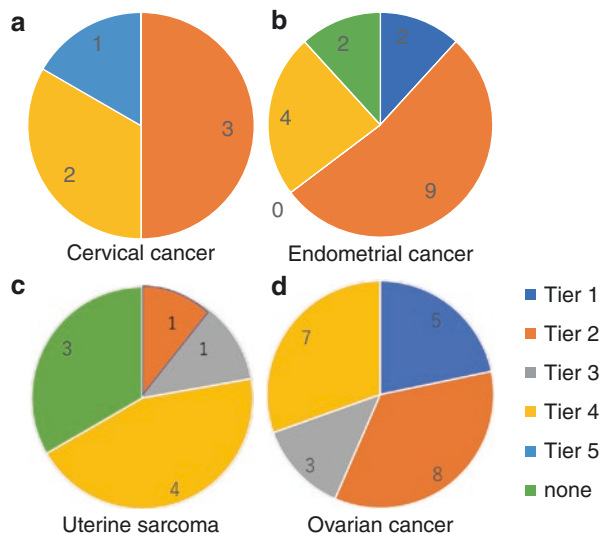 a
1
3
2
Cervical cancer
b
2
2
4
9
0
Endometrial cancer
c
1
1
3
4
Uterine sarcoma
d
7
5
3
8
Ovarian cancer
Tier 1
Tier 2
Tier 3
Tier 4
Tier 5
none